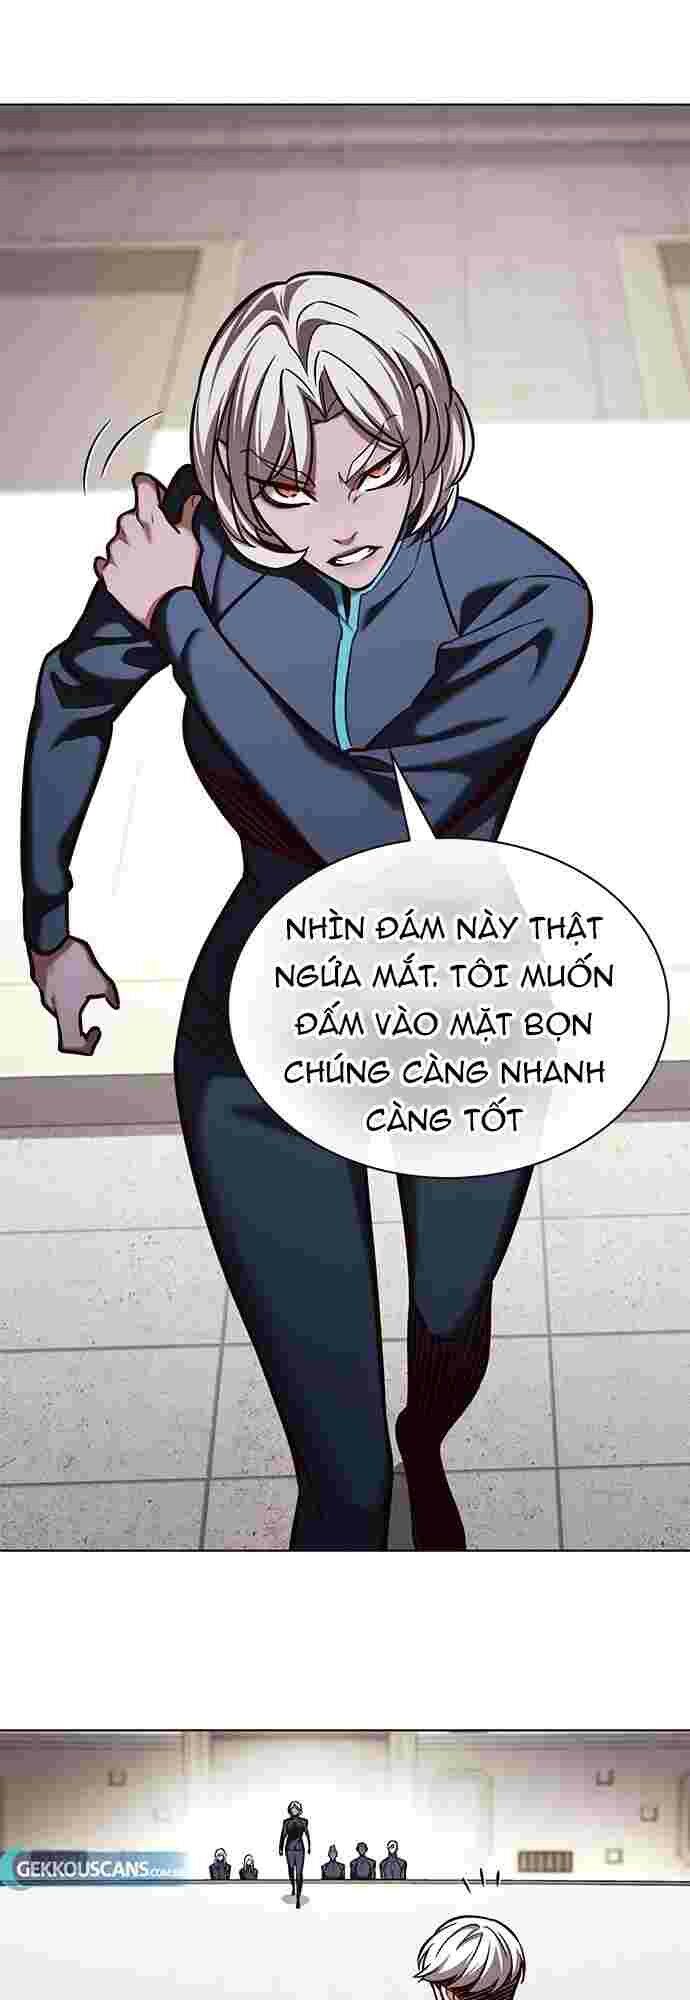 NHÌN ĐÁM NÀY THẬT
NGỨA MẮT. TÔI MUỐN
ĐẤM VÀO MẶT BỌN
CHÚNG CÀNG NHANH
CÀNG TỐT
GEKKOUSCANS